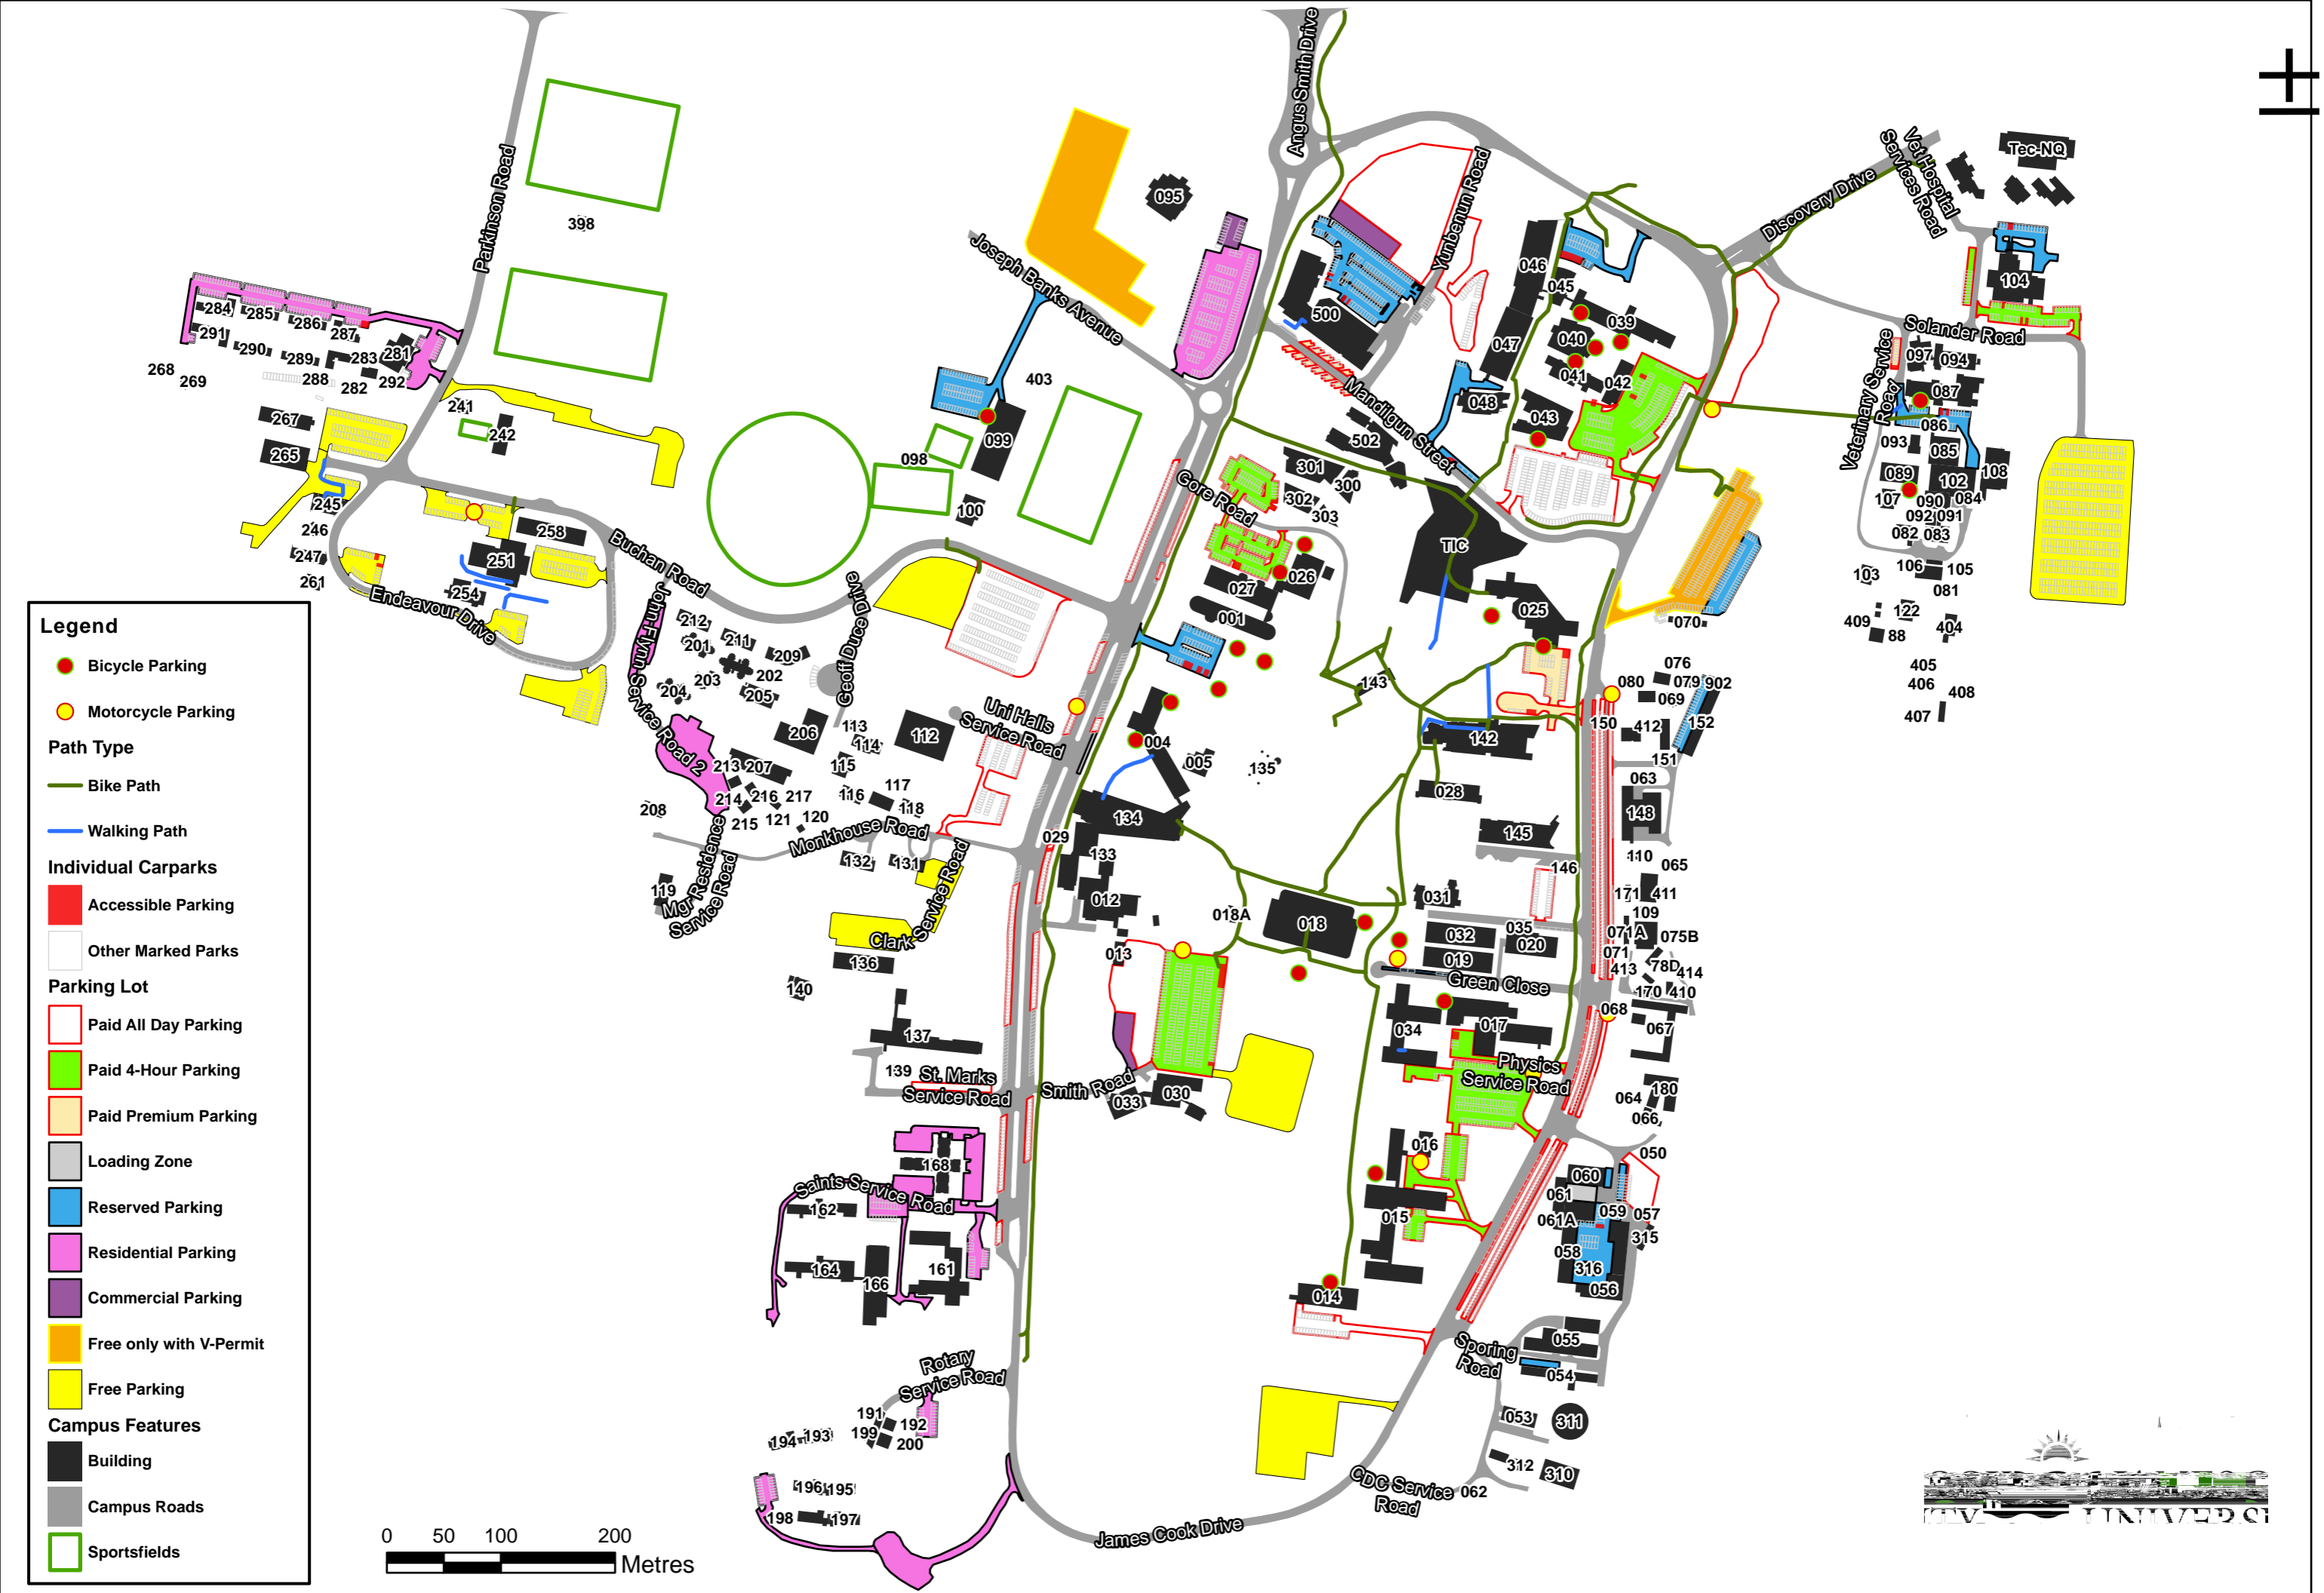 Angus Smith Drive
Parkinson Road
398
095
Joseph Banks Avenue
Yunbenun Road
Discovery Drive
Vet Hospital
Services Road
Tec-NQ
046
045
039
104
284
285
286
287
291
290
289
283
281
268
269
288
282
292
500
047
040
041
042
Solander Road
097
094
Veterinary Service
Road
087
403
241
242
267
265
099
098
Mandilgun Street
048
043
502
086
093
085
089
102
108
107
090
084
092
091
082
083
245
246
247
261
100
Gore Road
301
302
300
303
TIC
258
251
254
Buchan Road
Endeavour Drive
John Flynn
Service Road 2
Geoff Duce Drive
027
026
001
025
070
106
105
103
081
122
409
88
404
405
406
408
407
212
201
211
209
203
202
204
205
206
113
114
112
115
Uni Halls
Service Road
143
135
004
005
142
080
076
079
902
069
150
412
152
151
213
207
214
216
217
215
121
120
116
117
118
208
Monkhouse Road
029
134
133
028
063
148
145
146
110
065
132
131
119
Mgr Residence
Service Road
Clark Service Road
012
018A
018
031
171
411
109
032
035
020
071A
075B
071
013
136
019
Green Close
413
78D
414
140
170
410
068
067
137
034
017
139
St. Marks
Service Road
Smith Road
033
030
Physics
Service Road
180
064
066
016
050
168
Saints Service Road
162
060
061
059
057
061A
315
015
164
166
161
058
316
056
014
Sporing
Road
055
054
Rotary
Service Road
191
192
199
200
194
193
053
311
196
195
198
197
312
310
CDC Service
Road
062
James Cook Drive
Legend
Bicycle Parking
Motorcycle Parking
Path Type
Bike Path
Walking Path
Individual Carparks
Accessible Parking
Other Marked Parks
Parking Lot
Paid All Day Parking
Paid 4-Hour Parking
Paid Premium Parking
Loading Zone
Reserved Parking
Residential Parking
Commercial Parking
Free only with V-Permit
Free Parking
Campus Features
Building
Campus Roads
Sportsfields
0 50 100 200
Metres